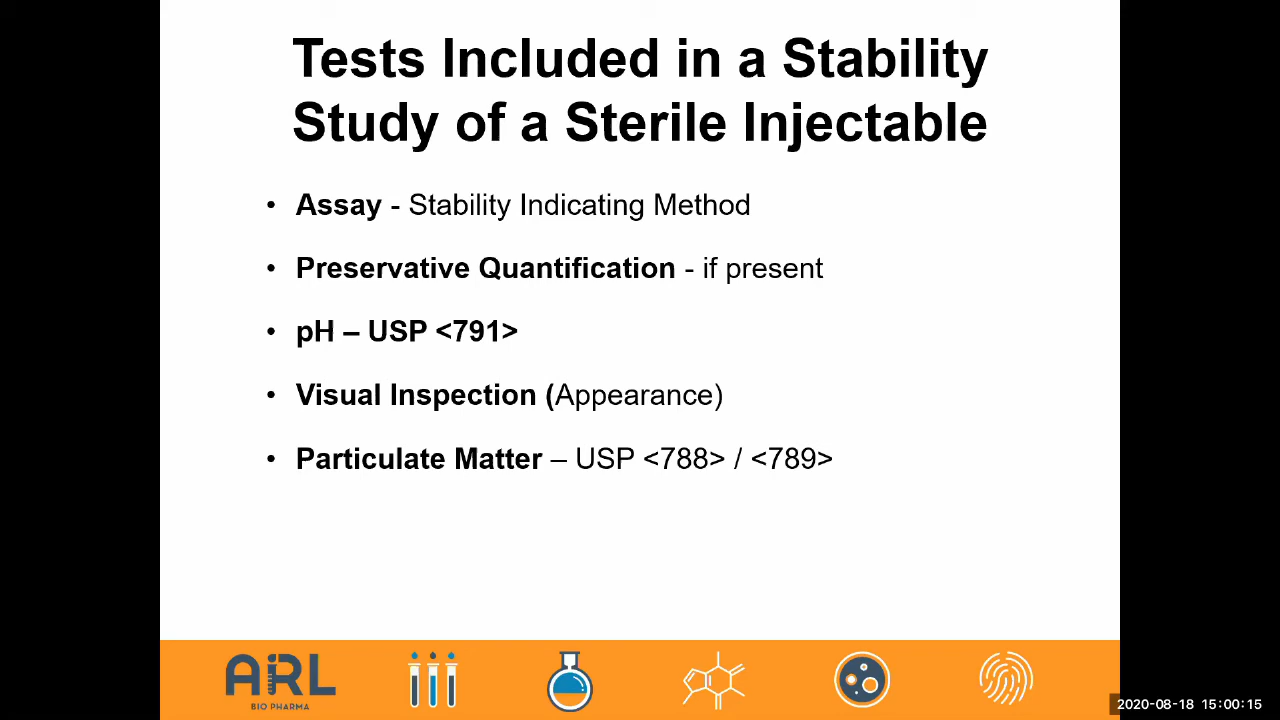 Tests Included in a Stability
Study of a Sterile Injectable
• Assay - Stability Indicating Method
• Preservative Quantification - if present
• pH – USP <791>
• Visual Inspection (Appearance)
• Particulate Matter – USP <788> / <789>
ARL
BIO PHARMA
2020-08-18 15:00:15